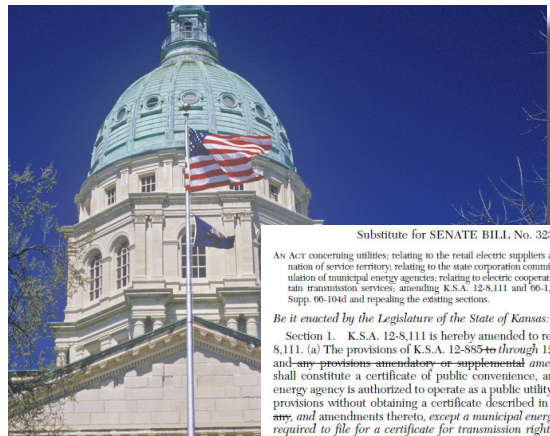 Substitute for SENATE BILL No. 323
AN ACT concerning utilities; relating to the retail electric suppliers
nation of service territory; relating to the state corporation commi
ulation of municipal energy agencies; relating to electric cooperat
tain transmission services; amending K.S.A. 12-8,111 and 66-1,
Supp. 66-104d and repealing the existing sections.
Be it enacted by the Legislature of the State of Kansas:
Section 1. K.S.A. 12-8,111 is hereby amended to re
8,111. (a) The provisions of K.S.A. 12-885 to through 12
and any provisions amendatory or supplemental ame
shall constitute a certificate of public convenience, a
energy agency is authorized to operate as a public utility
provisions without obtaining a certificate described in
any, and amendments thereto, except a municipal energ
required to file for a certificate for transmission right